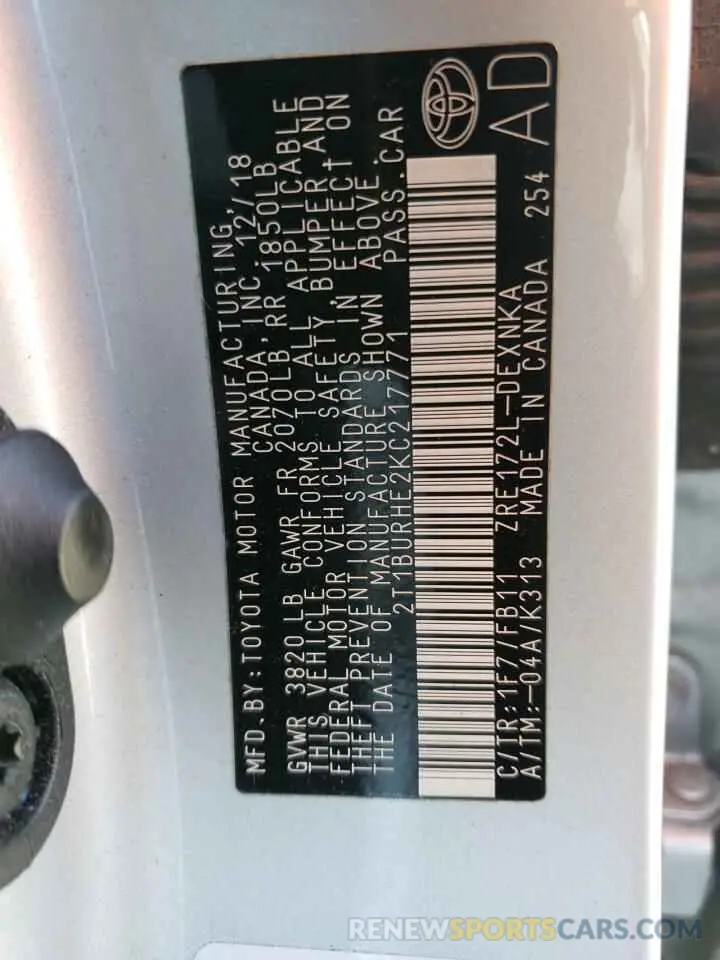 MFD.BY:TOYOTA MOTOR MANUFACTURING,
CANADA, INC. 12/18
GVWR 3820LB GAWR FR 2070LB RR 1850LB
THIS VEHICLE CONFORMS TO ALL APPLICABLE
FEDERAL MOTOR VEHICLE SAFETY, BUMPER, AND
THEFT PREVENTION STANDARDS IN EFFECT ON
THE DATE OF MANUFACTURE SHOWN ABOVE.
2T1BURHE2KC217771 PASS.CAR
C/TR:1F7/FB11 ZRE172L-DEXNKA
A/TM:-04A/K313 MADE IN CANADA 254
AD
RENEWSPORTSCARS.COM